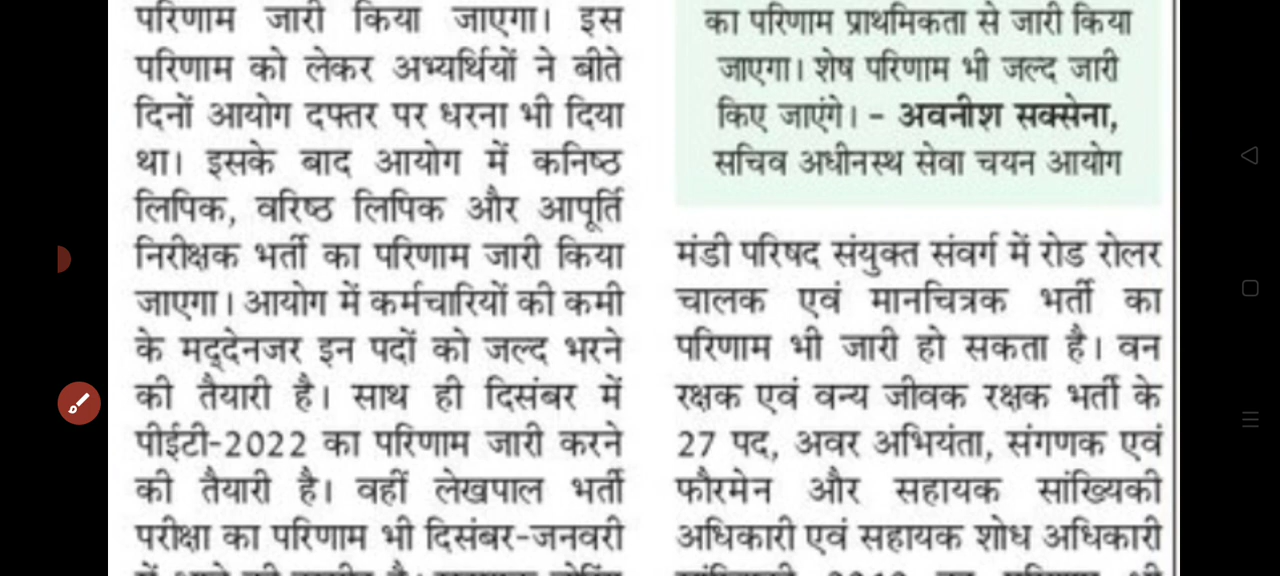 परिणाम जारी किया जाएगा। इस
परिणाम को लेकर अभ्यर्थियों ने बीते
दिनों आयोग दफ्तर पर धरना भी दिया
था। इसके बाद आयोग में कनिष्ठ
लिपिक, वरिष्ठ लिपिक और आपूर्ति
निरीक्षक भर्ती का परिणाम जारी किया
जाएगा। आयोग में कर्मचारियों की कमी
के मद्देनजर इन पदों को जल्द भरने
की तैयारी है। साथ ही दिसंबर में
पीईटी-2022 का परिणाम जारी करने
की तैयारी है। वहीं लेखपाल भर्ती
परीक्षा का परिणाम भी दिसंबर-जनवरी
का परिणाम प्राथमिकता से जारी किया
जाएगा। शेष परिणाम भी जल्द जारी
किए जाएंगे। - अवनीश सक्सेना,
सचिव अधीनस्थ सेवा चयन आयोग
मंडी परिषद संयुक्त संवर्ग में रोड रोलर
चालक एवं मानचित्रक भर्ती का
परिणाम भी जारी हो सकता है। वन
रक्षक एवं वन्य जीवक रक्षक भर्ती के
27 पद, अवर अभियंता, संगणक एवं
फौरमेन और सहायक सांख्यिकी
अधिकारी एवं सहायक शोध अधिकारी